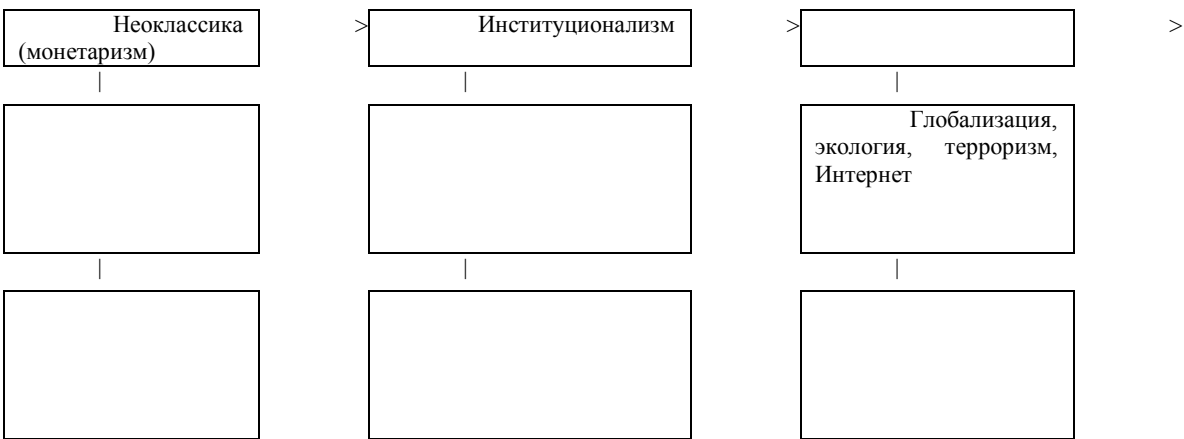 Неоклассика > Институционализм > >
(монетаризм)
| | |
Глобализация,
экология, терроризм,
Интернет
| | |